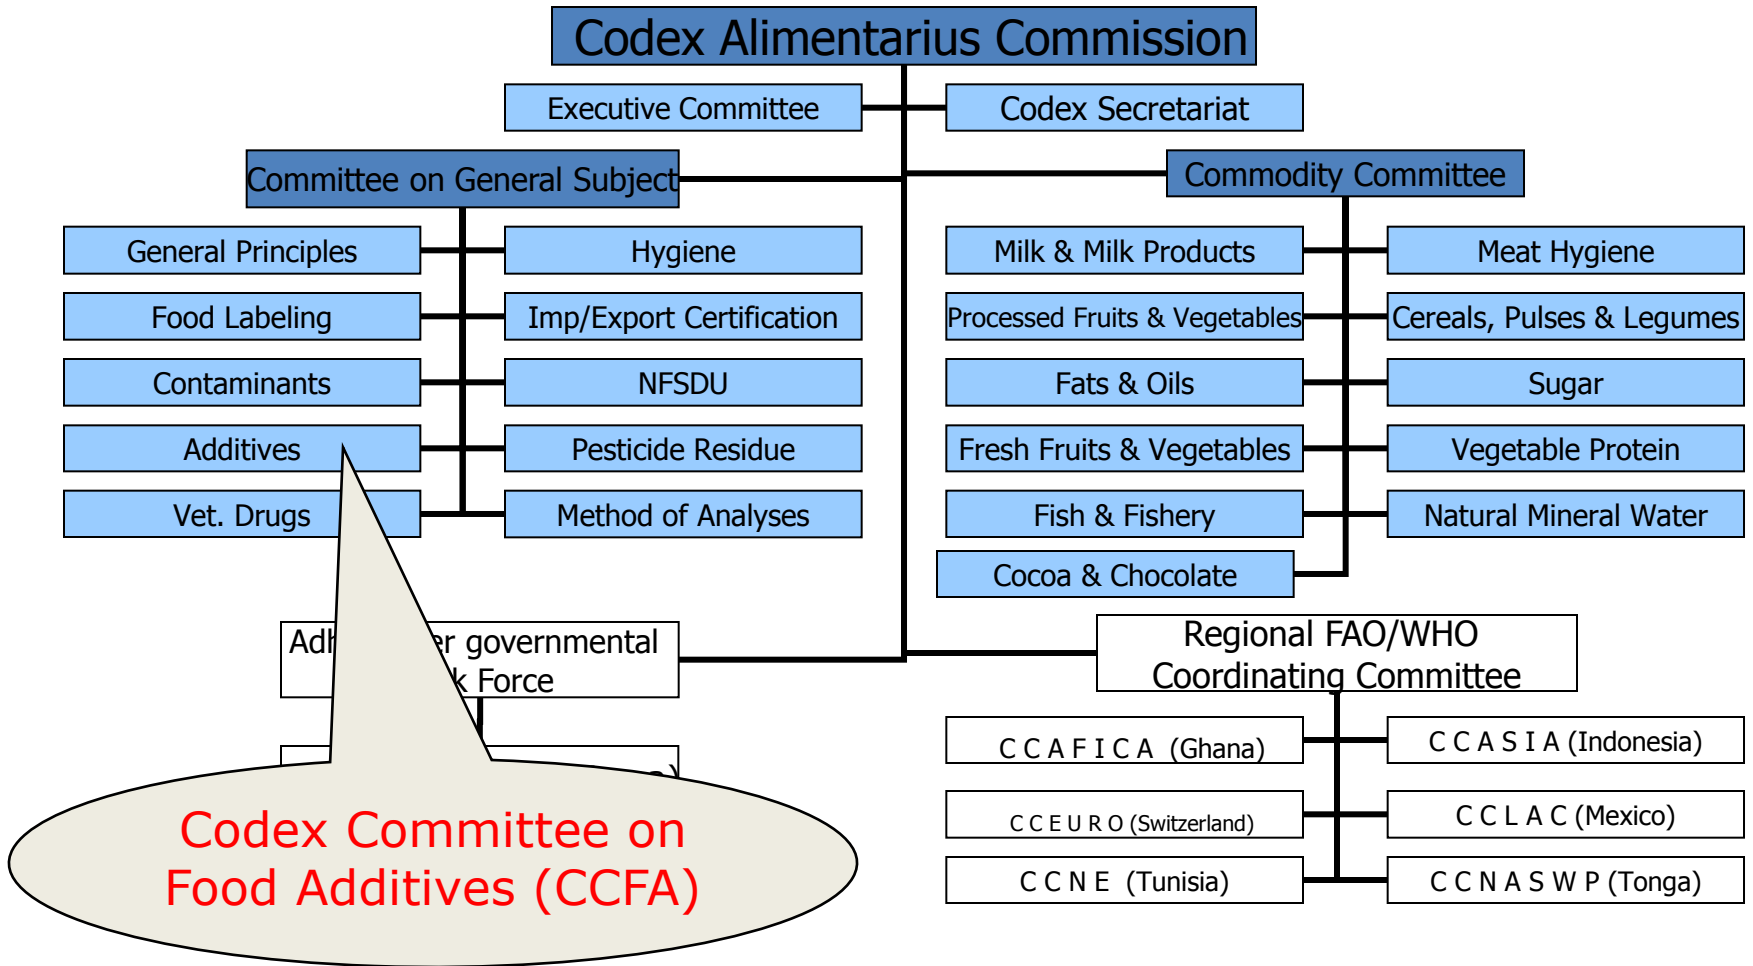 Codex Alimentarius Commission
Executive Committee
Codex Secretariat
Committee on General Subject
Commodity Committee
General Principles
Hygiene
Milk & Milk Products
Meat Hygiene
Food Labeling
Imp/Export Certification
Processed Fruits & Vegetables
Cereals, Pulses & Legumes
Contaminants
NFSDU
Fats & Oils
Sugar
Additives
Pesticide Residue
Fresh Fruits & Vegetables
Vegetable Protein
Vet. Drugs
Method of Analyses
Fish & Fishery
Natural Mineral Water
Cocoa & Chocolate
governmental
Force
Regional FAO/WHO
Coordinating Committee
C C A F I C A (Ghana)
C C A S I A (Indonesia)
C C E U R O (Switzerland)
C C L A C (Mexico)
C C N E (Tunisia)
C C N A S W P (Tonga)
Codex Committee on
Food Additives (CCFA)